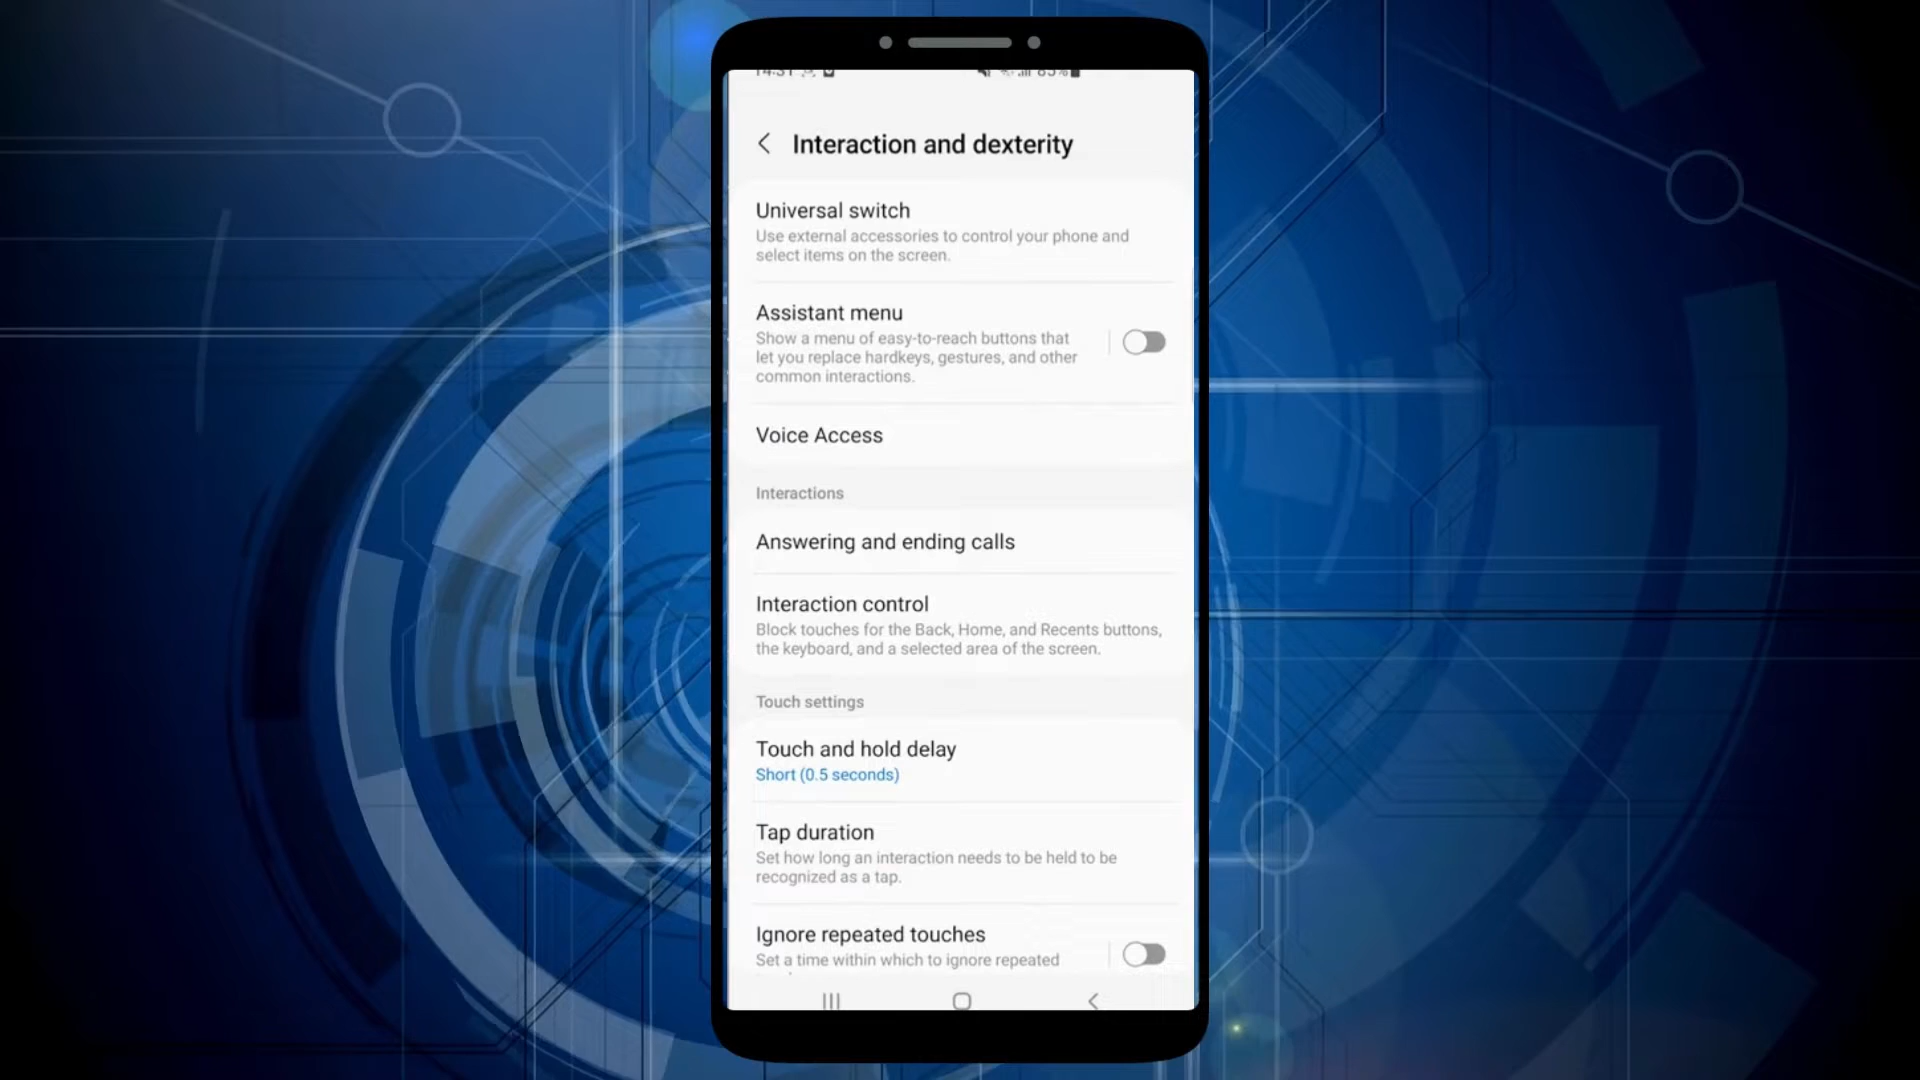 14:31
85%
Interaction and dexterity
Universal switch
Use external accessories to control your phone and
select items on the screen.
Assistant menu
Show a menu of easy-to-reach buttons that
let you replace hardkeys, gestures, and other
common interactions.
Voice Access
Interactions
Answering and ending calls
Interaction control
Block touches for the Back, Home, and Recents buttons,
the keyboard, and a selected area of the screen.
Touch settings
Touch and hold delay
Short (0.5 seconds)
Tap duration
Set how long an interaction needs to be held to be
recognized as a tap.
Ignore repeated touches
Set a time within which to ignore repeated